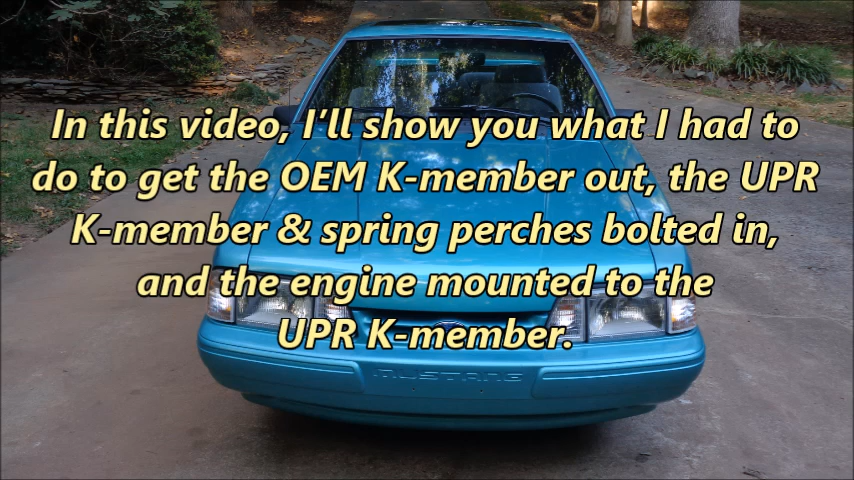 In this video, I'll show you what I had to
do to get the OEM K-member out, the UPR
K-member & spring perches bolted in,
and the engine mounted to the
UPR K-member.
MUSTANG